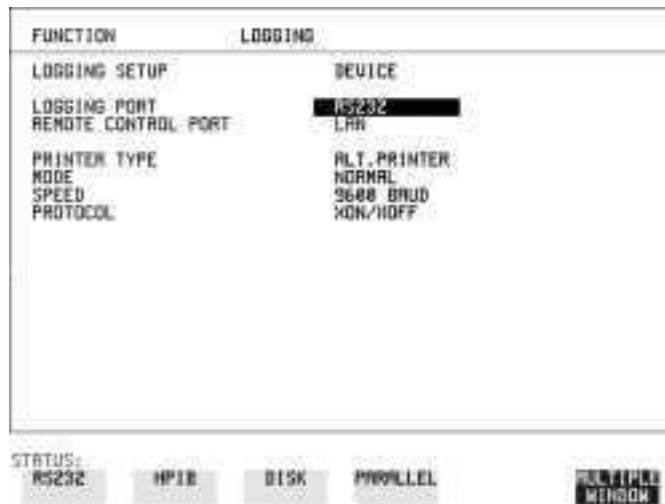 FUNCTION LOGGING
LOGGING SETUP DEVICE
LOGGING PORT RS232
REMOTE CONTROL PORT LAN
PRINTER TYPE ALT.PRINTER
MODE NORMAL
SPEED 9600 BAUD
PROTOCOL XON/XOFF
STATUS:
RS232 HPIB DISK PARALLEL MULTIPLE
WINDOW